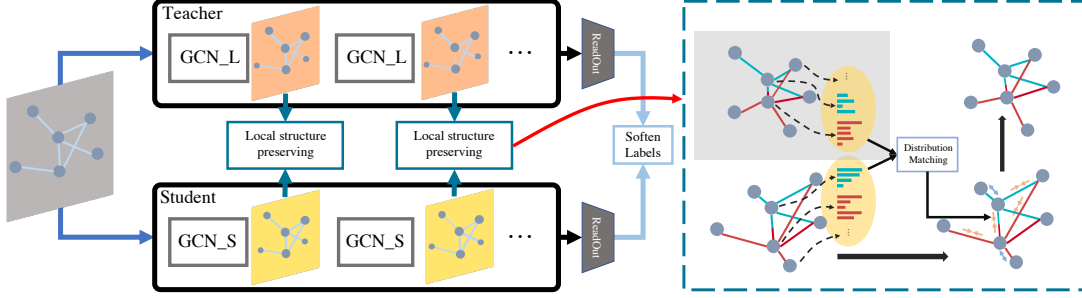 Teacher
GCN_L
GCN_L
...
ReadOut
Local structure
preserving
Local structure
preserving
Soften
Labels
Student
GCN_S
GCN_S
...
ReadOut
...
Distribution
Matching
...